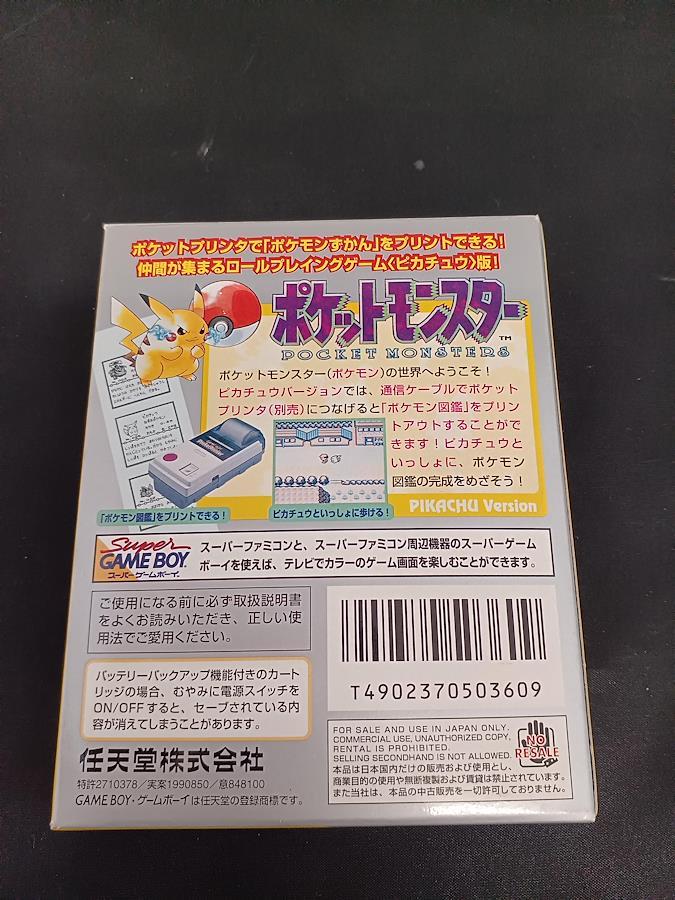 ポケットプリンタで「ポケモンずかん」をプリントできる!
仲間が集まるロールプレイングゲーム〈ピカチュウ〉版!
ポケットモンスター™
POCKET MONSTERS
ポケットモンスター(ポケモン)の世界へようこそ!
ピカチュウバージョンでは、通信ケーブルでポケット
プリンタ(別売)につなげると「ポケモン図鑑」をプリン
トアウトすることがで
きます!ピカチュウと
いっしょに、ポケモン
図鑑の完成をめざそう!
「ポケモン図鑑」をプリントできる!
ピカチュウといっしょに歩ける!
PIKACHU Version
Super
GAME BOY
スーパーゲームボーイ
スーパーファミコンと、スーパーファミコン周辺機器のスーパーゲーム
ボーイを使えば、テレビでカラーのゲーム画面を楽しむことができます。
ご使用になる前に必ず取扱説明書
をよくお読みいただき、正しい使
用法でご愛用ください。
バッテリーバックアップ機能付きのカート
リッジの場合、むやみに電源スイッチを
ON/OFFすると、セーブされている内
容が消えてしまうことがあります。
任天堂株式会社
特許2710378/実案1990850/意848100
GAME BOY・ゲームボーイは任天堂の登録商標です。
T4902370503609
FOR SALE AND USE IN JAPAN ONLY.
COMMERCIAL USE, UNAUTHORIZED COPY,
RENTAL IS PROHIBITED.
SELLING SECONDHAND IS NOT ALLOWED.
NO
RESALE
本品は日本国内だけの販売および使用とし、
商業目的の使用や無断複製および賃貸は禁止されています。
また当社は、本品の中古販売を一切許可しておりません。